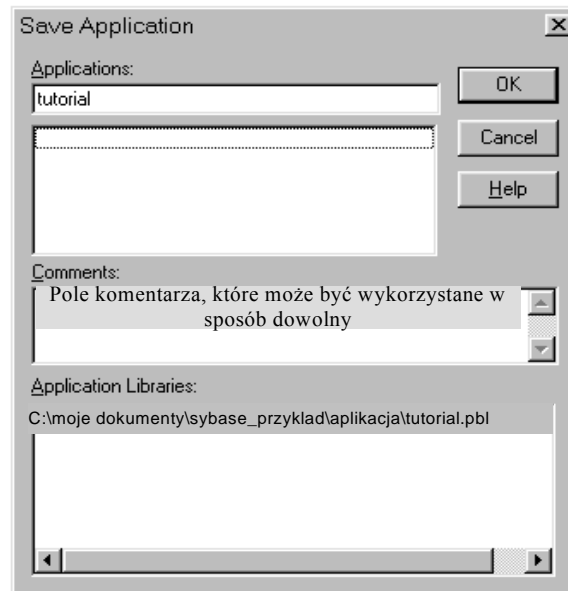 Save Application
Applications:
tutorial
OK
Cancel
Help
Comments:
Pole komentarza, które może być wykorzystane w
sposób dowolny
Application Libraries:
C:\moje dokumenty\sybase_przyklad\aplikacja\tutorial.pbl